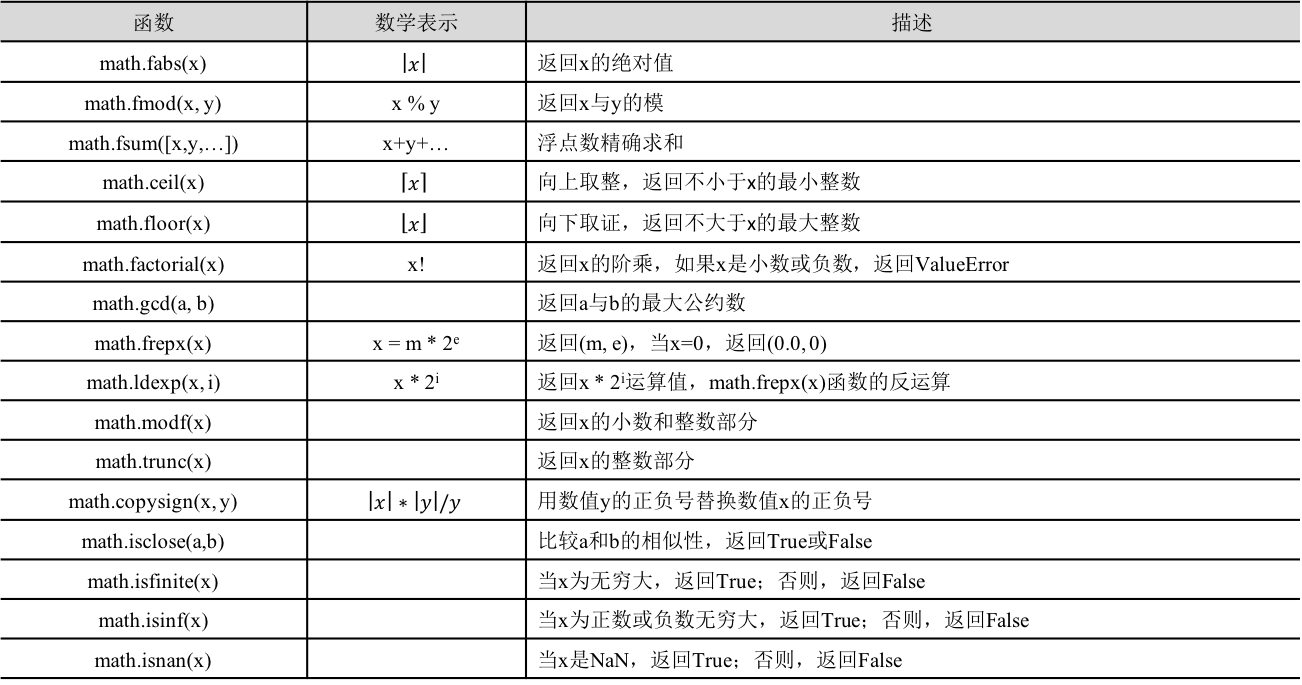 函数 数学表示 描述
math.fabs(x) |x| 返回x的绝对值
math.fmod(x, y) x % y 返回x与y的模
math.fsum([x,y,…]) x+y+… 浮点数精确求和
math.ceil(x) ⌈x⌉ 向上取整，返回不小于x的最小整数
math.floor(x) ⌊x⌋ 向下取证，返回不大于x的最大整数
math.factorial(x) x! 返回x的阶乘，如果x是小数或负数，返回ValueError
math.gcd(a, b) 返回a与b的最大公约数
math.frepx(x) x = m * 2ᵉ 返回(m, e)，当x=0，返回(0.0, 0)
math.ldexp(x, i) x * 2ⁱ 返回x * 2ⁱ运算值，math.frepx(x)函数的反运算
math.modf(x) 返回x的小数和整数部分
math.trunc(x) 返回x的整数部分
math.copysign(x, y) |x| * |y|/y 用数值y的正负号替换数值x的正负号
math.isclose(a,b) 比较a和b的相似性，返回True或False
math.isfinite(x) 当x为无穷大，返回True；否则，返回False
math.isinf(x) 当x为正数或负数无穷大，返回True；否则，返回False
math.isnan(x) 当x是NaN，返回True；否则，返回False